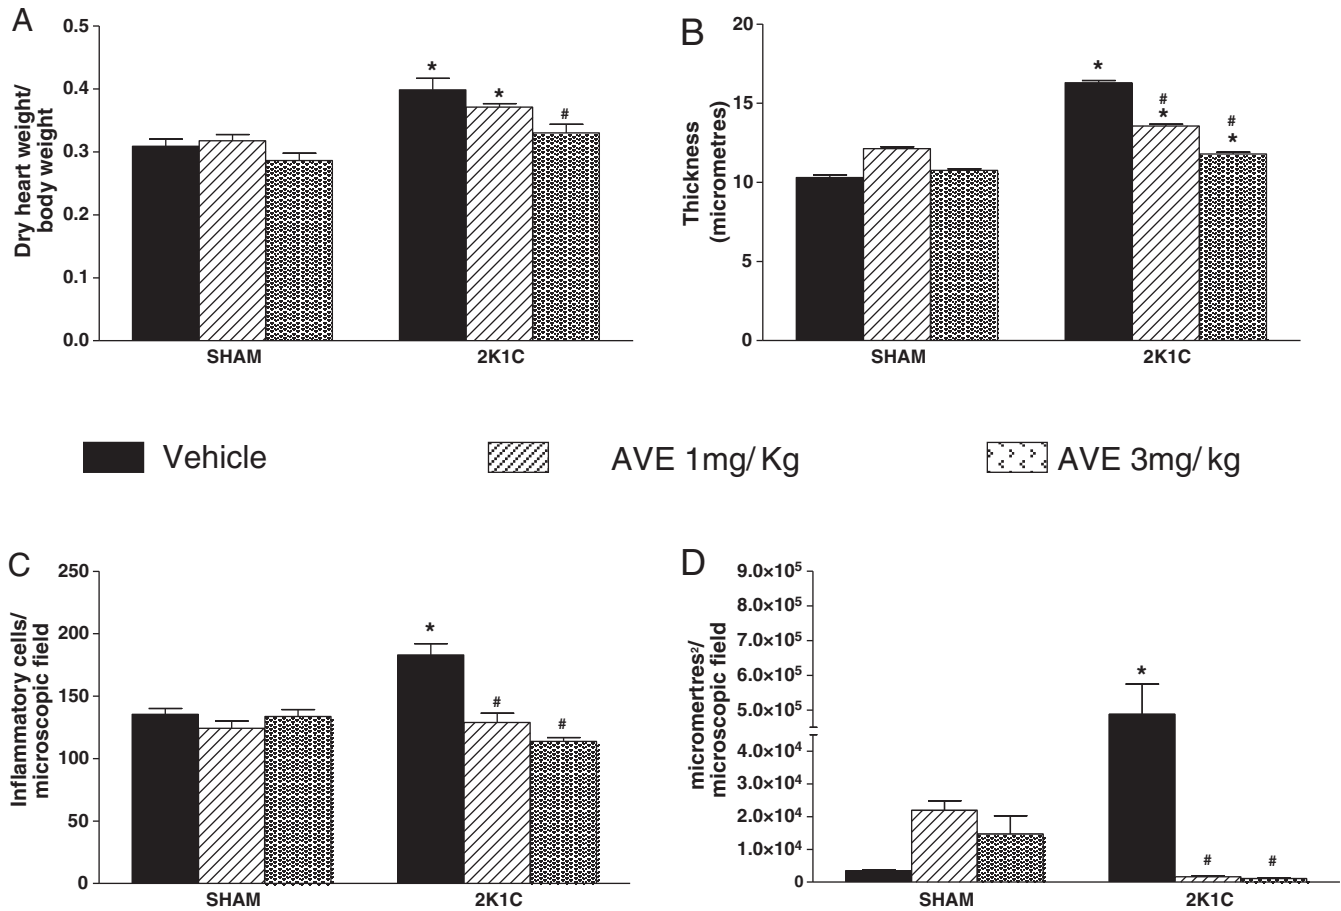 A
Dry heart weight/
body weight
0.5
0.4
0.3
0.2
0.1
0.0
*
*
#
SHAM
2K1C
B
Thickness
(micrometres)
20
15
10
5
0
*
#
*
#
*
SHAM
2K1C
Vehicle
AVE 1mg/ Kg
AVE 3mg/ kg
C
Inflammatory cells/
microscopic field
250
200
150
100
50
0
*
#
#
SHAM
2K1C
D
micromertres²/
microscopic field
9.0×10⁵
8.0×10⁵
7.0×10⁵
6.0×10⁵
5.0×10⁵
4.0×10⁴
3.0×10⁴
2.0×10⁴
1.0×10⁴
0
*
#
#
SHAM
2K1C